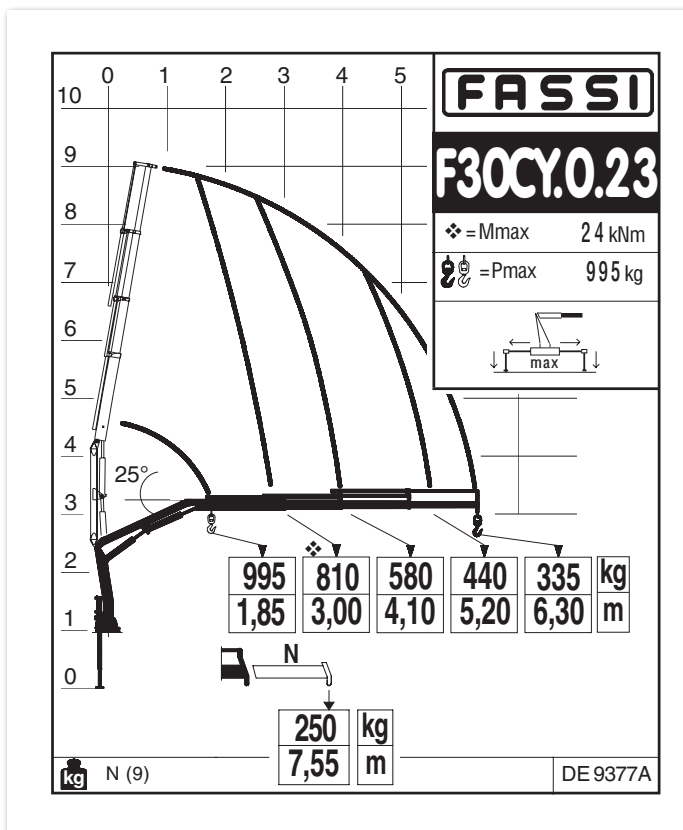 0 1 2 3 4 5
10
9
8
7
6
5
4
3
2
1
0
FASSI
F30CY.0.23
❖ =Mmax 24 kNm
=Pmax 995 kg
max
25°
❖
995 810 580 440 335 kg
1,85 3,00 4,10 5,20 6,30 m
N
250 kg
7,55 m
kg N (9) DE 9377A